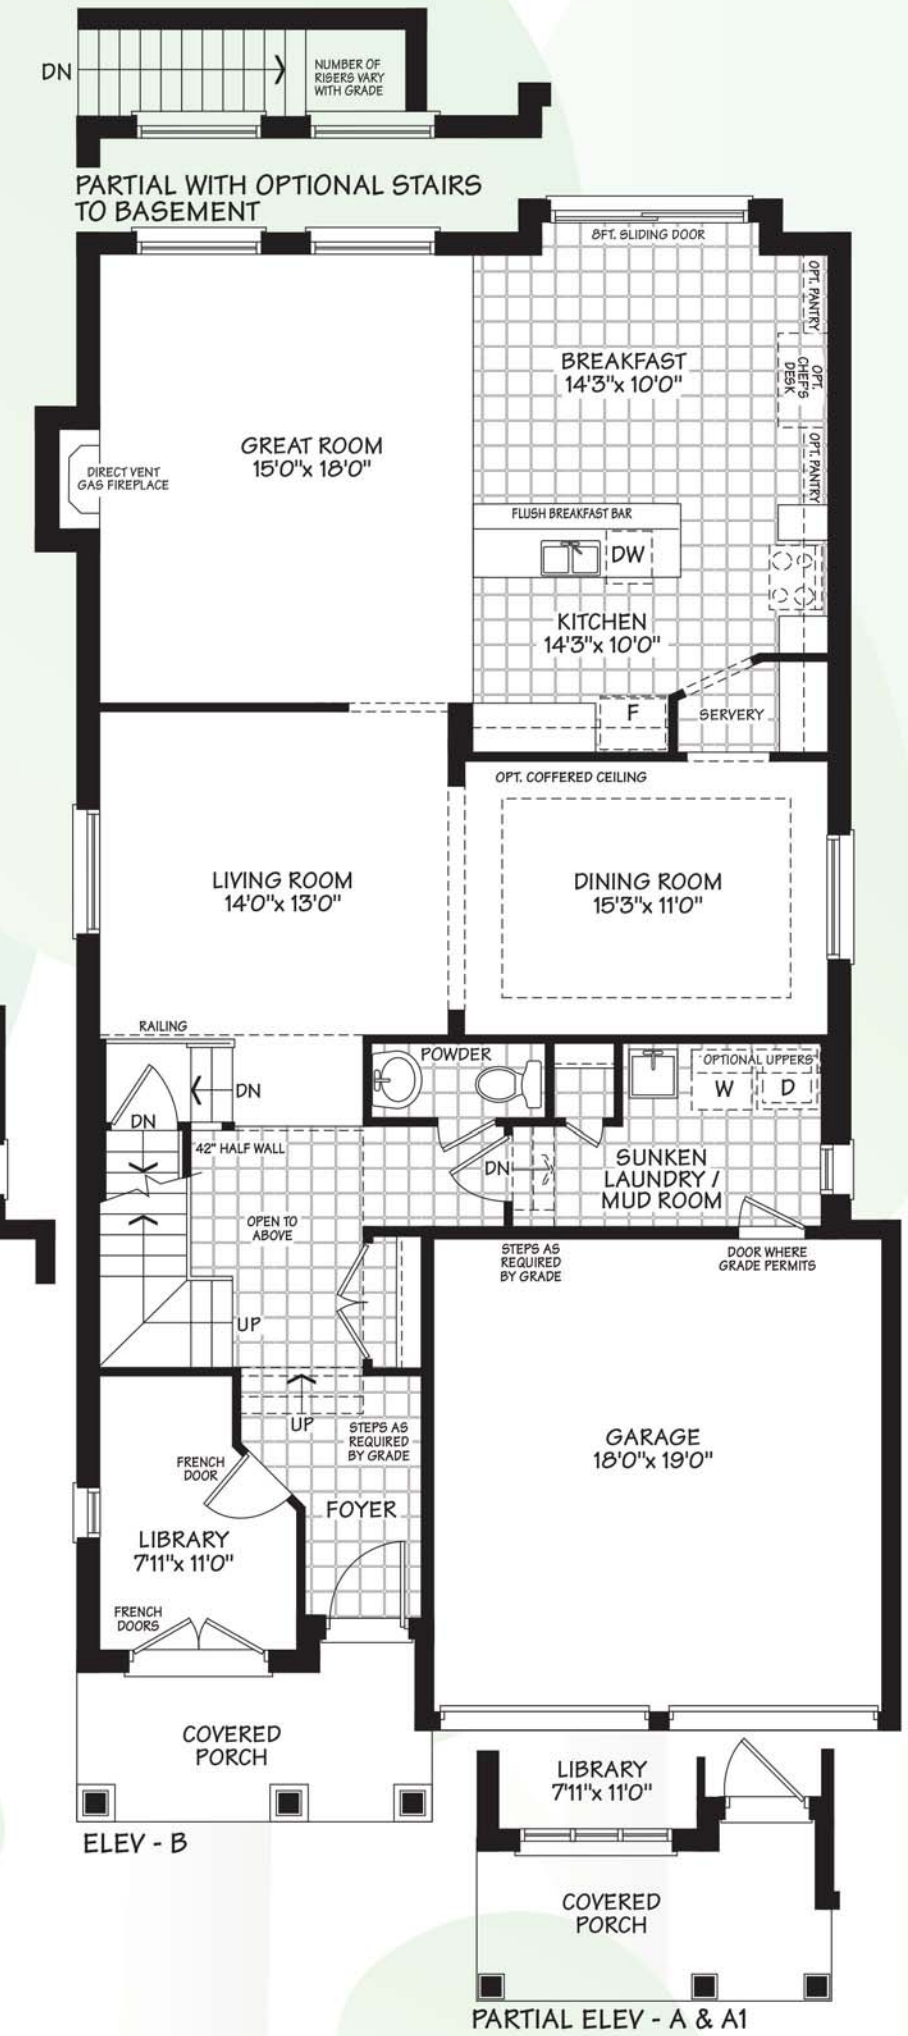 DN
NUMBER OF
RISERS VARY
WITH GRADE
PARTIAL WITH OPTIONAL STAIRS
TO BASEMENT
8FT. SLIDING DOOR
OPT. PANTRY
BREAKFAST
14'3"x 10'0"
OPT.
CHEF'S
DESK
GREAT ROOM
15'0"x 18'0"
OPT. PANTRY
DIRECT VENT
GAS FIREPLACE
FLUSH BREAKFAST BAR
DW
KITCHEN
14'3"x 10'0"
F
SERVERY
OPT. COFFERED CEILING
LIVING ROOM
14'0"x 13'0"
DINING ROOM
15'3"x 11'0"
RAILING
POWDER
OPTIONAL UPPERS
DN
W
D
DN
42" HALF WALL
DN
SUNKEN
LAUNDRY /
MUD ROOM
OPEN TO
ABOVE
STEPS AS
REQUIRED
BY GRADE
DOOR WHERE
GRADE PERMITS
UP
UP
STEPS AS
REQUIRED
BY GRADE
GARAGE
18'0"x 19'0"
FRENCH
DOOR
FOYER
LIBRARY
7'11"x 11'0"
FRENCH
DOORS
COVERED
PORCH
LIBRARY
7'11"x 11'0"
ELEV - B
COVERED
PORCH
PARTIAL ELEV - A & A1